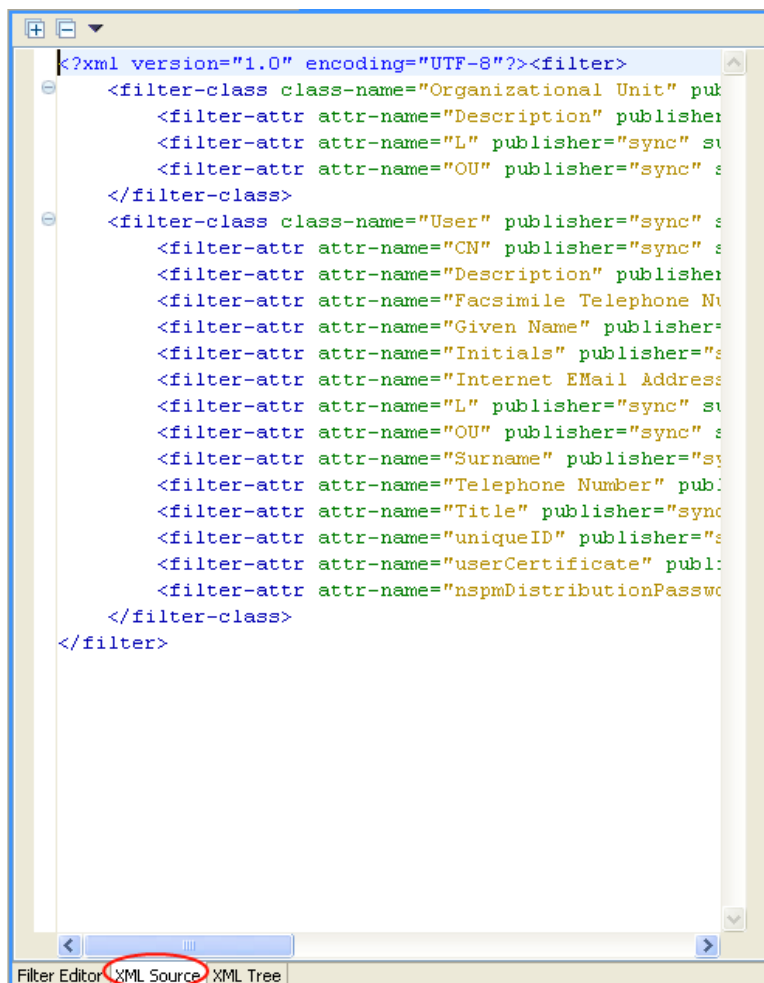 <?xml version="1.0" encoding="UTF-8"?><filter>
<filter-class class-name="Organizational Unit" pub
<filter-attr attr-name="Description" publisher
<filter-attr attr-name="L" publisher="sync" su
<filter-attr attr-name="OU" publisher="sync" s
</filter-class>
<filter-class class-name="User" publisher="sync" s
<filter-attr attr-name="CN" publisher="sync" s
<filter-attr attr-name="Description" publisher
<filter-attr attr-name="Facsimile Telephone Nu
<filter-attr attr-name="Given Name" publisher=
<filter-attr attr-name="Initials" publisher="s
<filter-attr attr-name="Internet EMail Address
<filter-attr attr-name="L" publisher="sync" su
<filter-attr attr-name="OU" publisher="sync" s
<filter-attr attr-name="Surname" publisher="sy
<filter-attr attr-name="Telephone Number" publ
<filter-attr attr-name="Title" publisher="sync
<filter-attr attr-name="uniqueID" publisher="s
<filter-attr attr-name="userCertificate" publi
<filter-attr attr-name="nspmDistributionPasswo
</filter-class>
</filter>
Filter Editor XML Source XML Tree